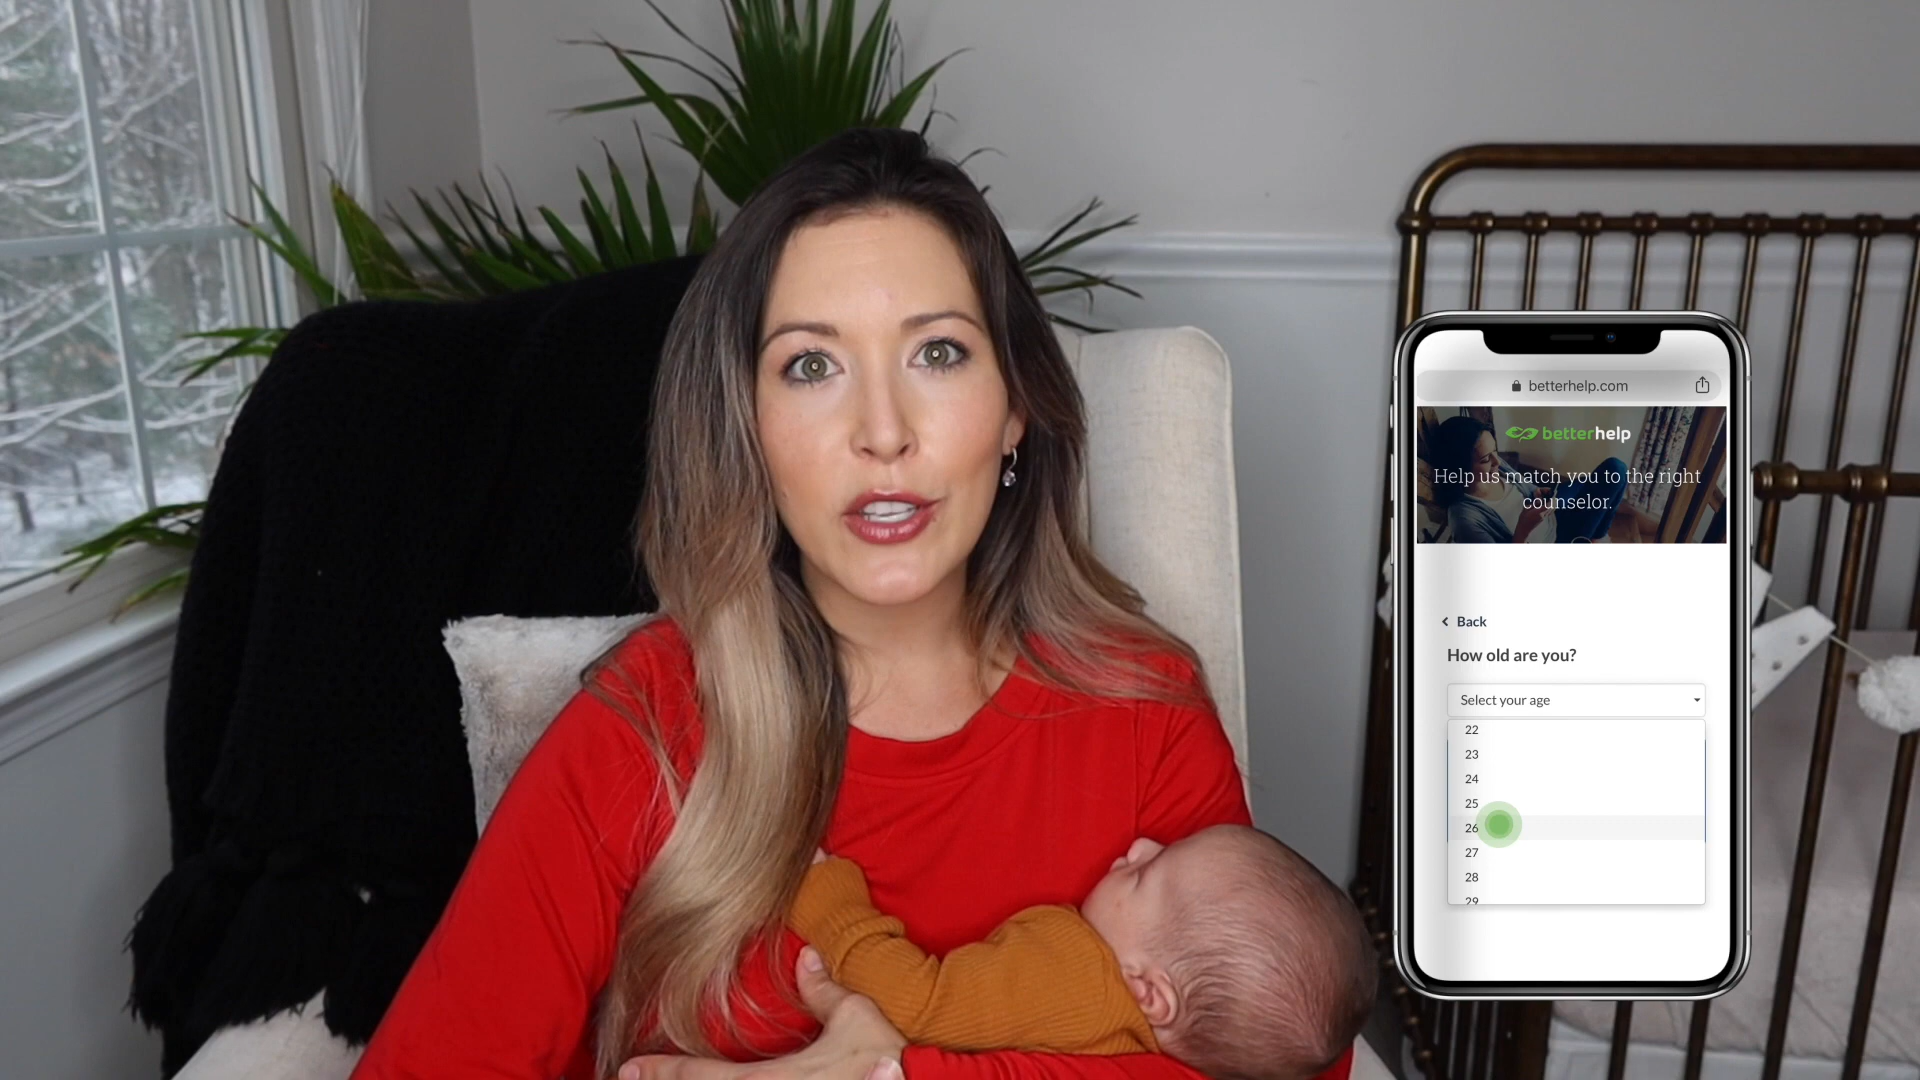 betterhelp.com
betterhelp
Help us match you to the right
counselor.
Back
How old are you?
Select your age
22
23
24
25
26
27
28
29